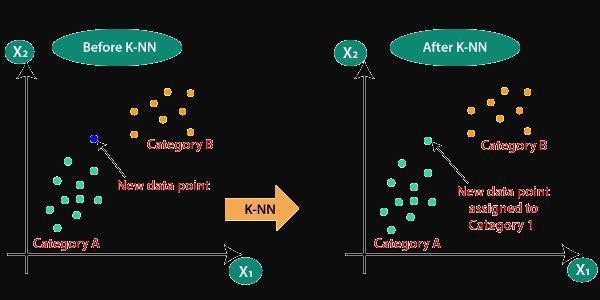 Before K-NN
X₂
Category B
New data point
Category A
X₁
K-NN
After K-NN
X₂
Category B
New data point
assigned to
Category 1
Category A
X₁